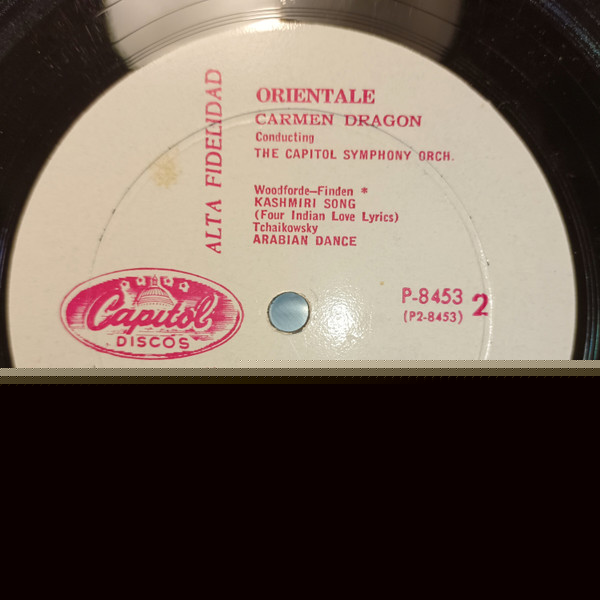 ORIENTALE
CARMEN DRAGON
Conducting
THE CAPITOL SYMPHONY ORCH.
ALTA FIDELIDAD
Woodforde–Finden *
KASHMIRI SONG
(Four Indian Love Lyrics)
Tchaikowsky
ARABIAN DANCE
Capitol
DISCOS
P-8453 2
(P2-8453)